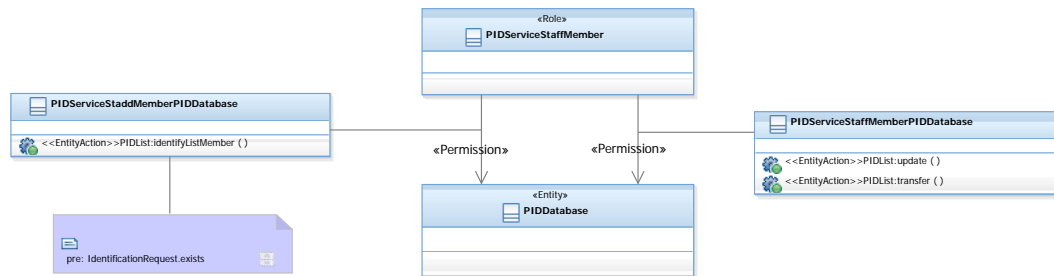 «Role»
PIDServiceStaffMember
PIDServiceStaddMemberPIDDatabase
<<EntityAction>>PIDList:identifyListMember ( )
«Permission»
«Permission»
PIDServiceStaffMemberPIDDatabase
<<EntityAction>>PIDList:update ( )
<<EntityAction>>PIDList:transfer ( )
«Entity»
PIDDatabase
pre: IdentificationRequest.exists